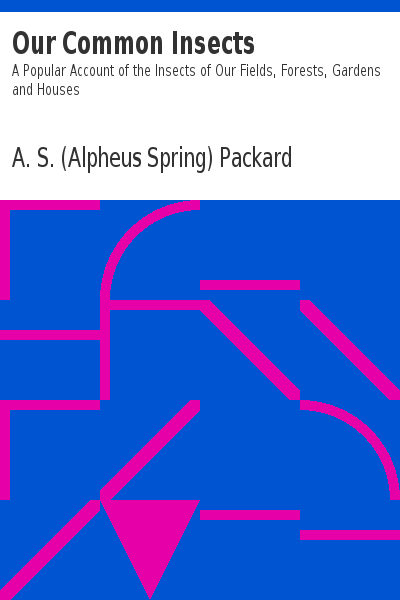 Our Common Insects
A Popular Account of the Insects of Our Fields, Forests, Gardens
and Houses
A. S. (Alpheus Spring) Packard